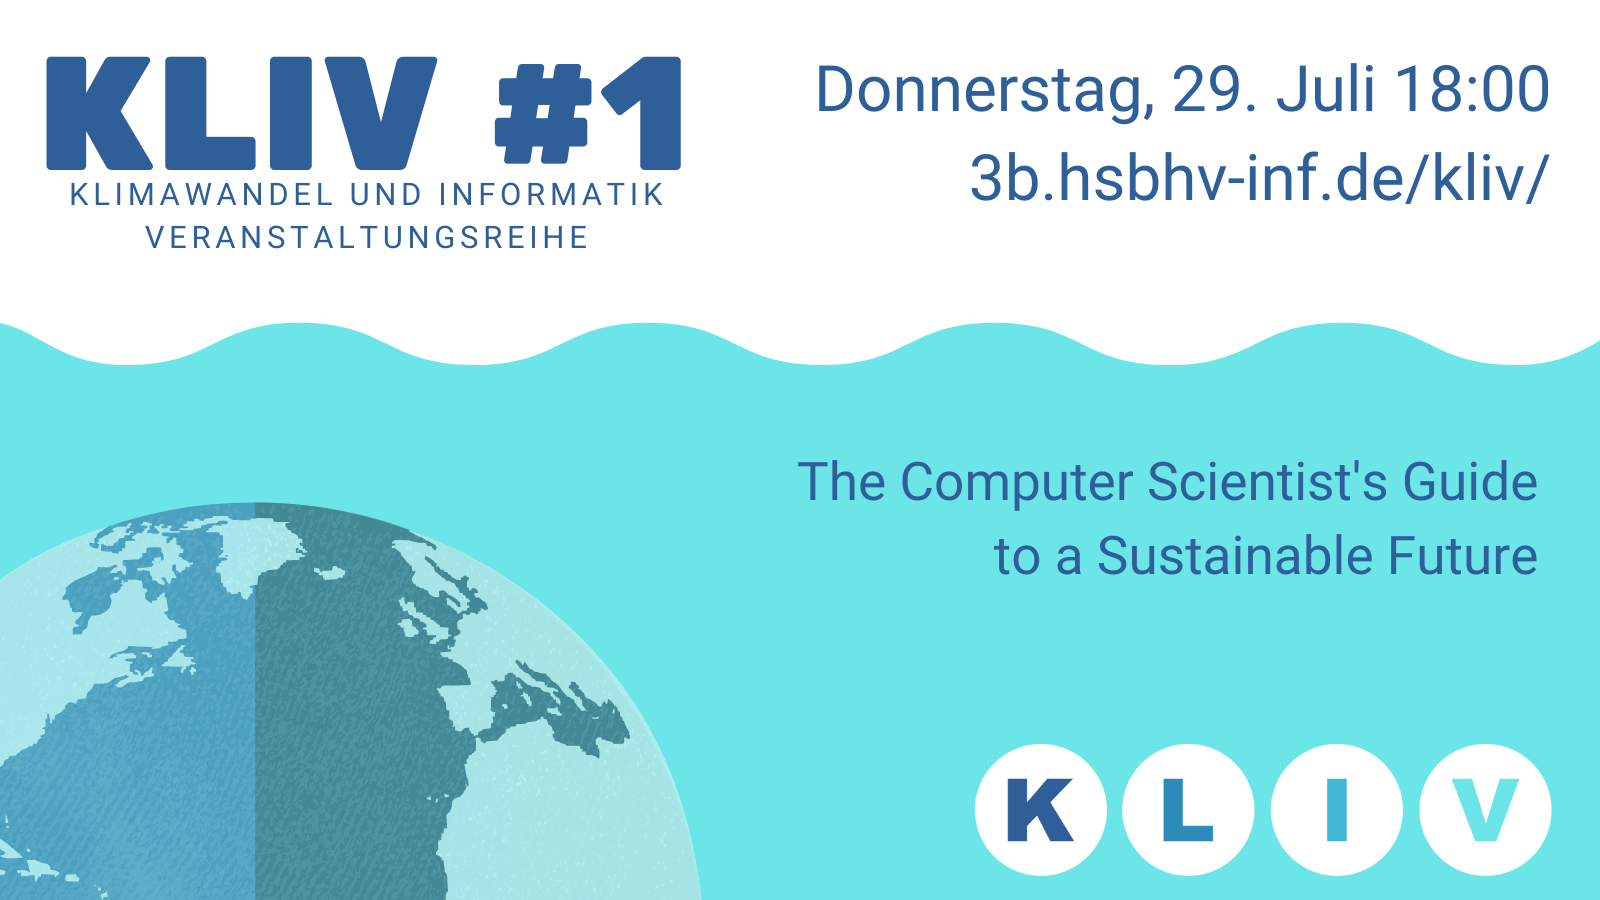 KLIV #1
KLIMAWANDEL UND INFORMATIK
VERANSTALTUNGSREIHE
Donnerstag, 29. Juli 18:00
3b.hsbhv-inf.de/kliv/
The Computer Scientist's Guide
to a Sustainable Future
K L I V